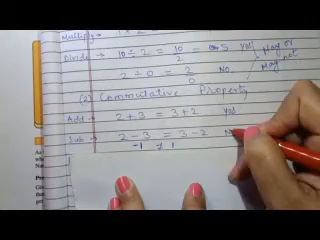 Multiply →
Divide → 10 ÷ 2 = 10/2 = 5 Yes May or
2 ÷ 0 = 2/0 No. May not
(2) Commutative Property
Add → 2 + 3 = 3 + 2 Yes
Sub → 2 - 3 = 3 - 2 N
-1 ≠ 1